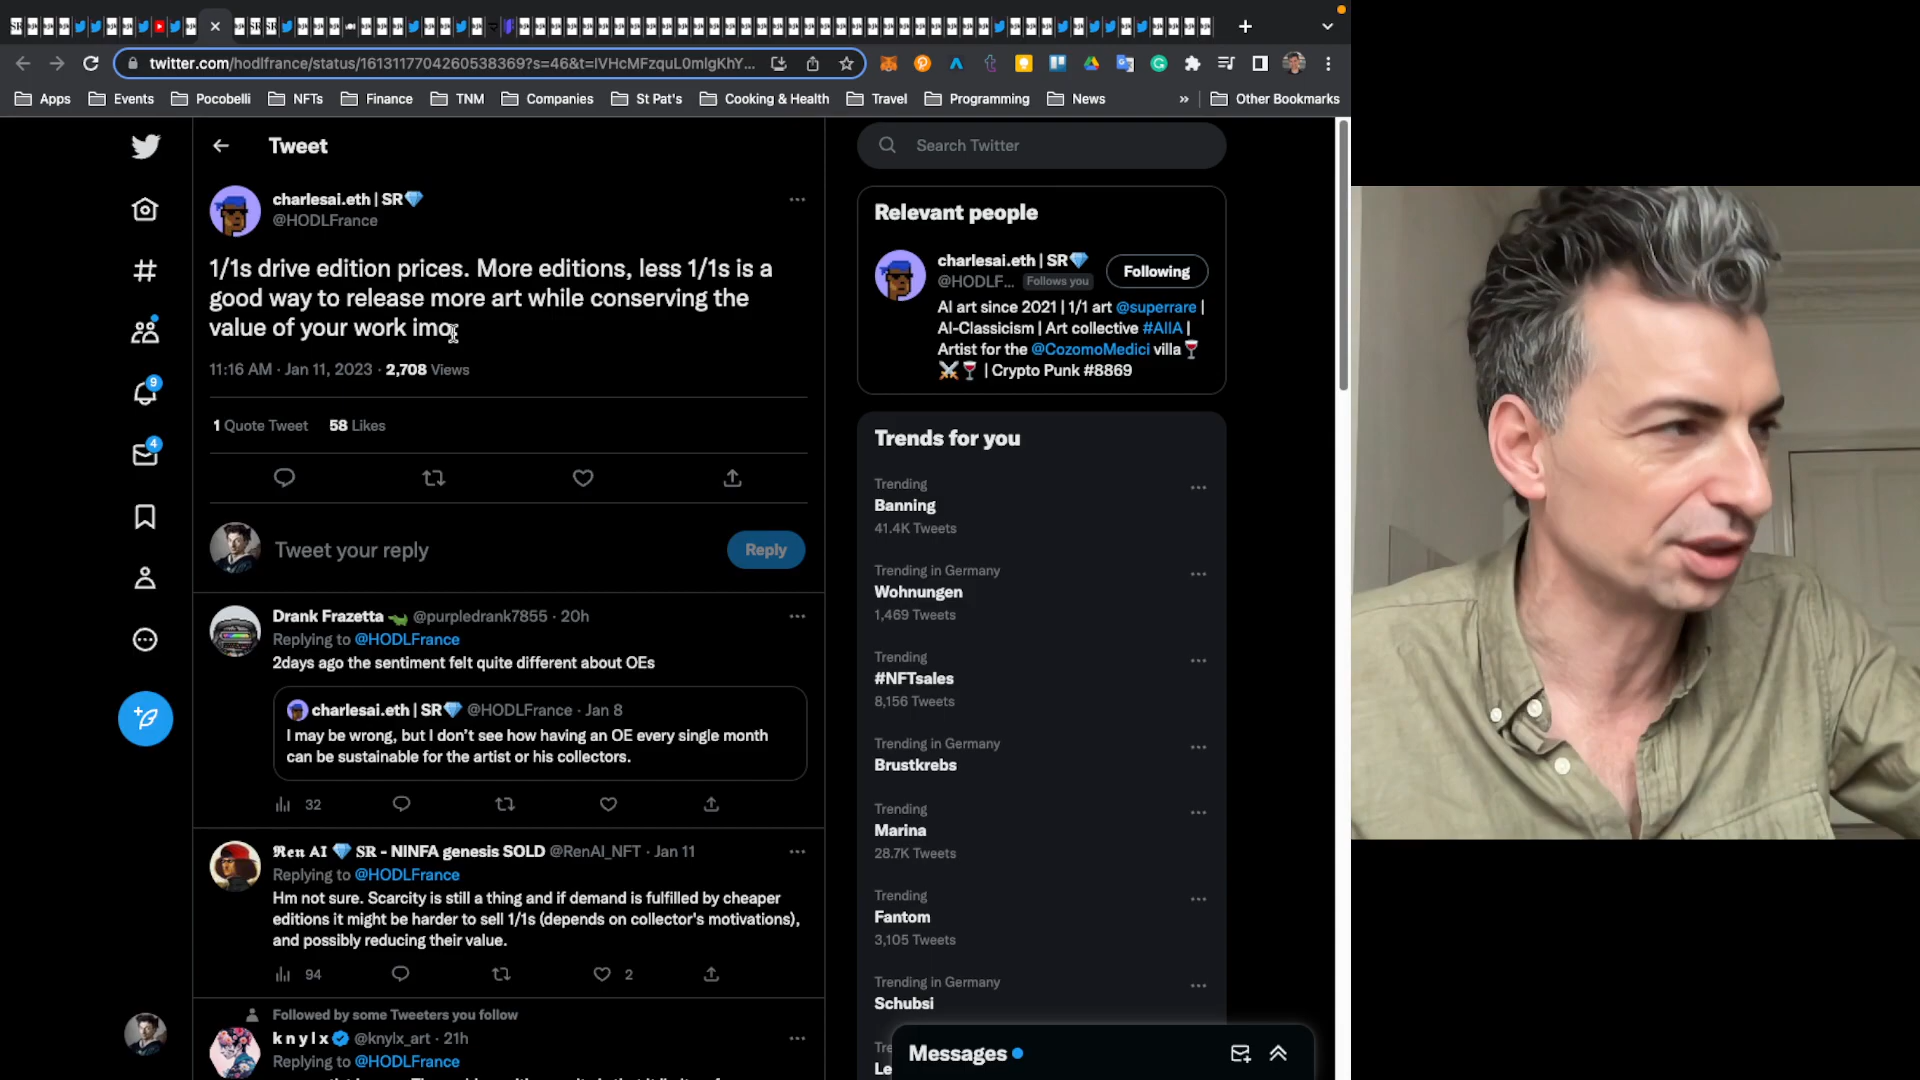 twitter.com/hodlfrance/status/1613117704260538369?s=46&t=lVHcMFzquL0mlgKhY...
Apps
Events
Pocobelli
NFTs
Finance
TNM
Companies
St Pat's
Cooking & Health
Travel
Programming
News
»
Other Bookmarks
Tweet
charlesai.eth | SR💎
@HODLFrance
1/1s drive edition prices. More editions, less 1/1s is a
good way to release more art while conserving the
value of your work imo
11:16 AM · Jan 11, 2023 · 2,708 Views
1 Quote Tweet 58 Likes
Tweet your reply
Reply
Drank Frazetta 🐊 @purpledrank7855 · 20h
Replying to @HODLFrance
2days ago the sentiment felt quite different about OEs
charlesai.eth | SR💎 @HODLFrance · Jan 8
I may be wrong, but I don’t see how having an OE every single month
can be sustainable for the artist or his collectors.
32
𝕽𝖊𝖓 AI 💎 SR - NINFA genesis SOLD @RenAI_NFT · Jan 11
Replying to @HODLFrance
Hm not sure. Scarcity is still a thing and if demand is fulfilled by cheaper
editions it might be harder to sell 1/1s (depends on collector's motivations),
and possibly reducing their value.
94
2
Followed by some Tweeters you follow
k n y l x @knylx_art · 21h
Replying to @HODLFrance
9
4
Search Twitter
Relevant people
charlesai.eth | SR💎
@HODLF... Follows you
Following
AI art since 2021 | 1/1 art @superrare |
AI-Classicism | Art collective #AIIA |
Artist for the @CozomoMedici villa🍷
⚔️🍷 | Crypto Punk #8869
Trends for you
Trending
Banning
41.4K Tweets
Trending in Germany
Wohnungen
1,469 Tweets
Trending
#NFTsales
8,156 Tweets
Trending in Germany
Brustkrebs
Trending
Marina
28.7K Tweets
Trending
Fantom
3,105 Tweets
Trending in Germany
Schubsi
Tre
Le
Messages